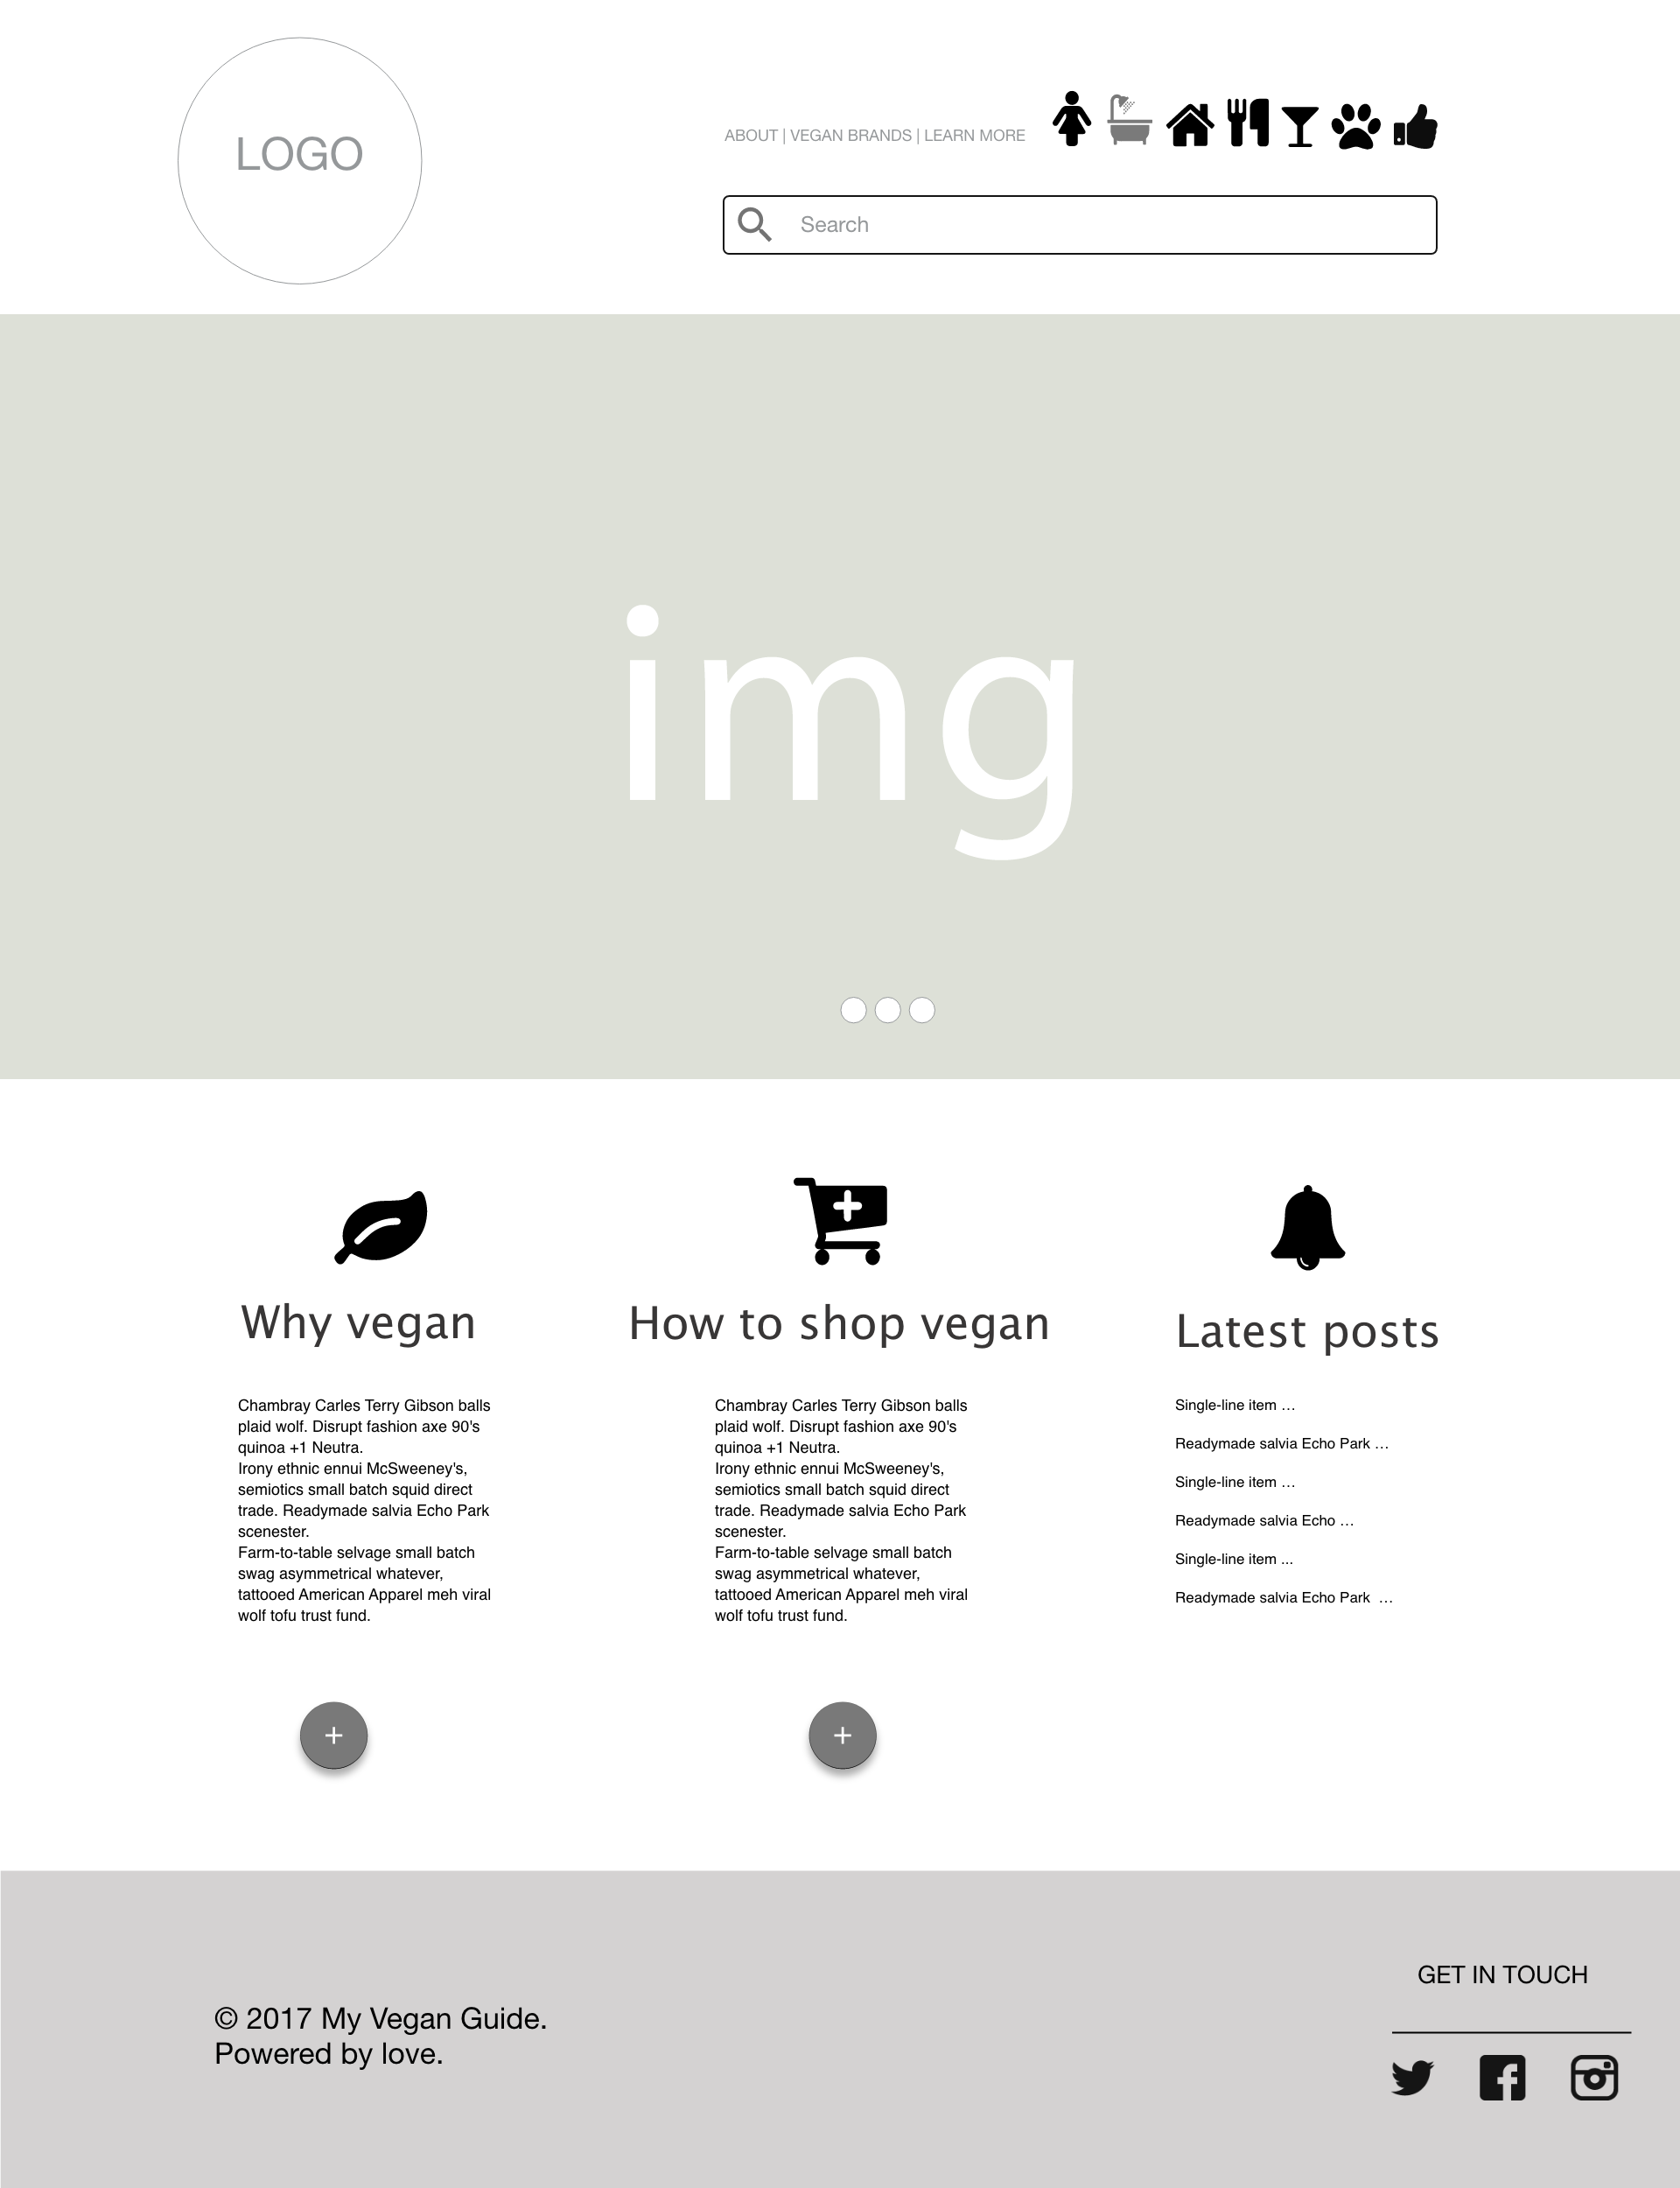 LOGO
ABOUT | VEGAN BRANDS | LEARN MORE
Search
img
Why vegan
Chambray Carles Terry Gibson balls
plaid wolf. Disrupt fashion axe 90's
quinoa +1 Neutra.
Irony ethnic ennui McSweeney's,
semiotics small batch squid direct
trade. Readymade salvia Echo Park
scenester.
Farm-to-table selvage small batch
swag asymmetrical whatever,
tattooed American Apparel meh viral
wolf tofu trust fund.
+
How to shop vegan
Chambray Carles Terry Gibson balls
plaid wolf. Disrupt fashion axe 90's
quinoa +1 Neutra.
Irony ethnic ennui McSweeney's,
semiotics small batch squid direct
trade. Readymade salvia Echo Park
scenester.
Farm-to-table selvage small batch
swag asymmetrical whatever,
tattooed American Apparel meh viral
wolf tofu trust fund.
+
Latest posts
Single-line item …
Readymade salvia Echo Park …
Single-line item …
Readymade salvia Echo …
Single-line item ...
Readymade salvia Echo Park  …
© 2017 My Vegan Guide.
Powered by love.
GET IN TOUCH